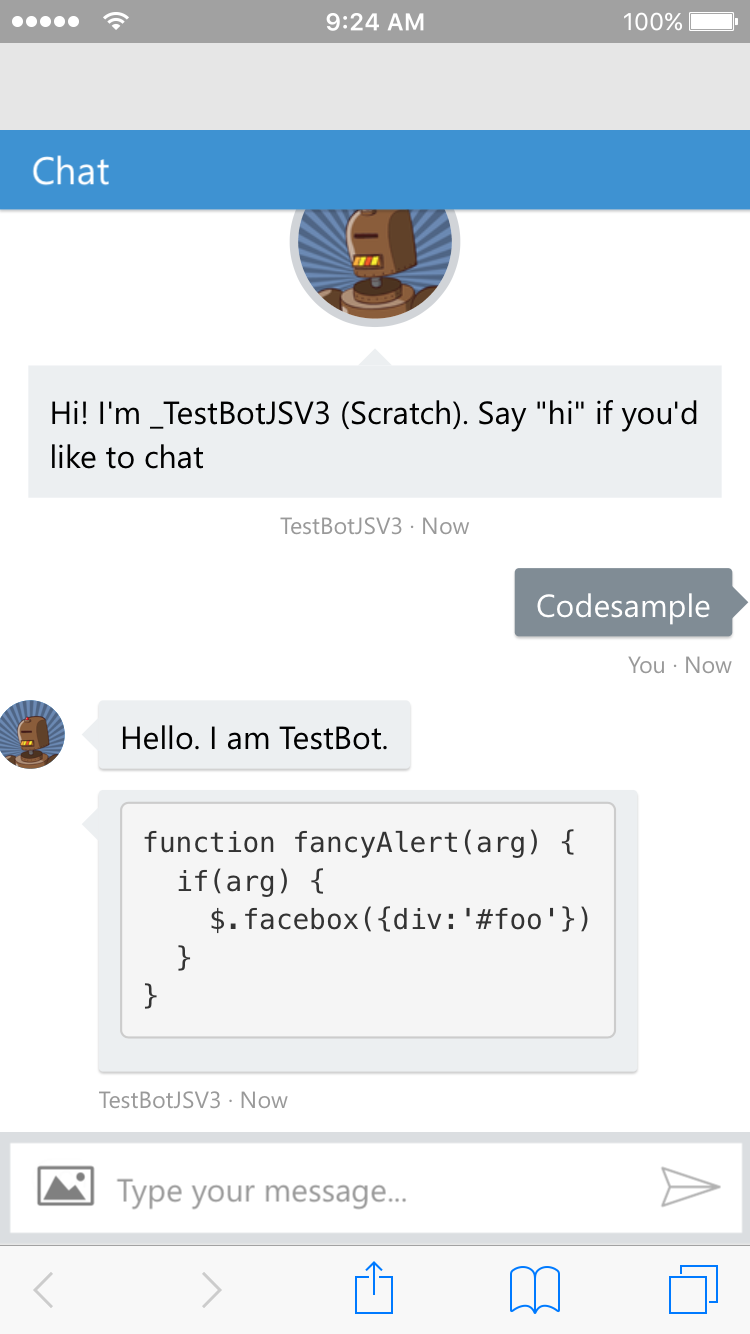 9:24 AM 100%
Chat
Hi! I'm _TestBotJSV3 (Scratch). Say "hi" if you'd
like to chat
TestBotJSV3 · Now
Codesample
You · Now
Hello. I am TestBot.
function fancyAlert(arg) {
  if(arg) {
    $.facebox({div:'#foo'})
  }
}
TestBotJSV3 · Now
Type your message...